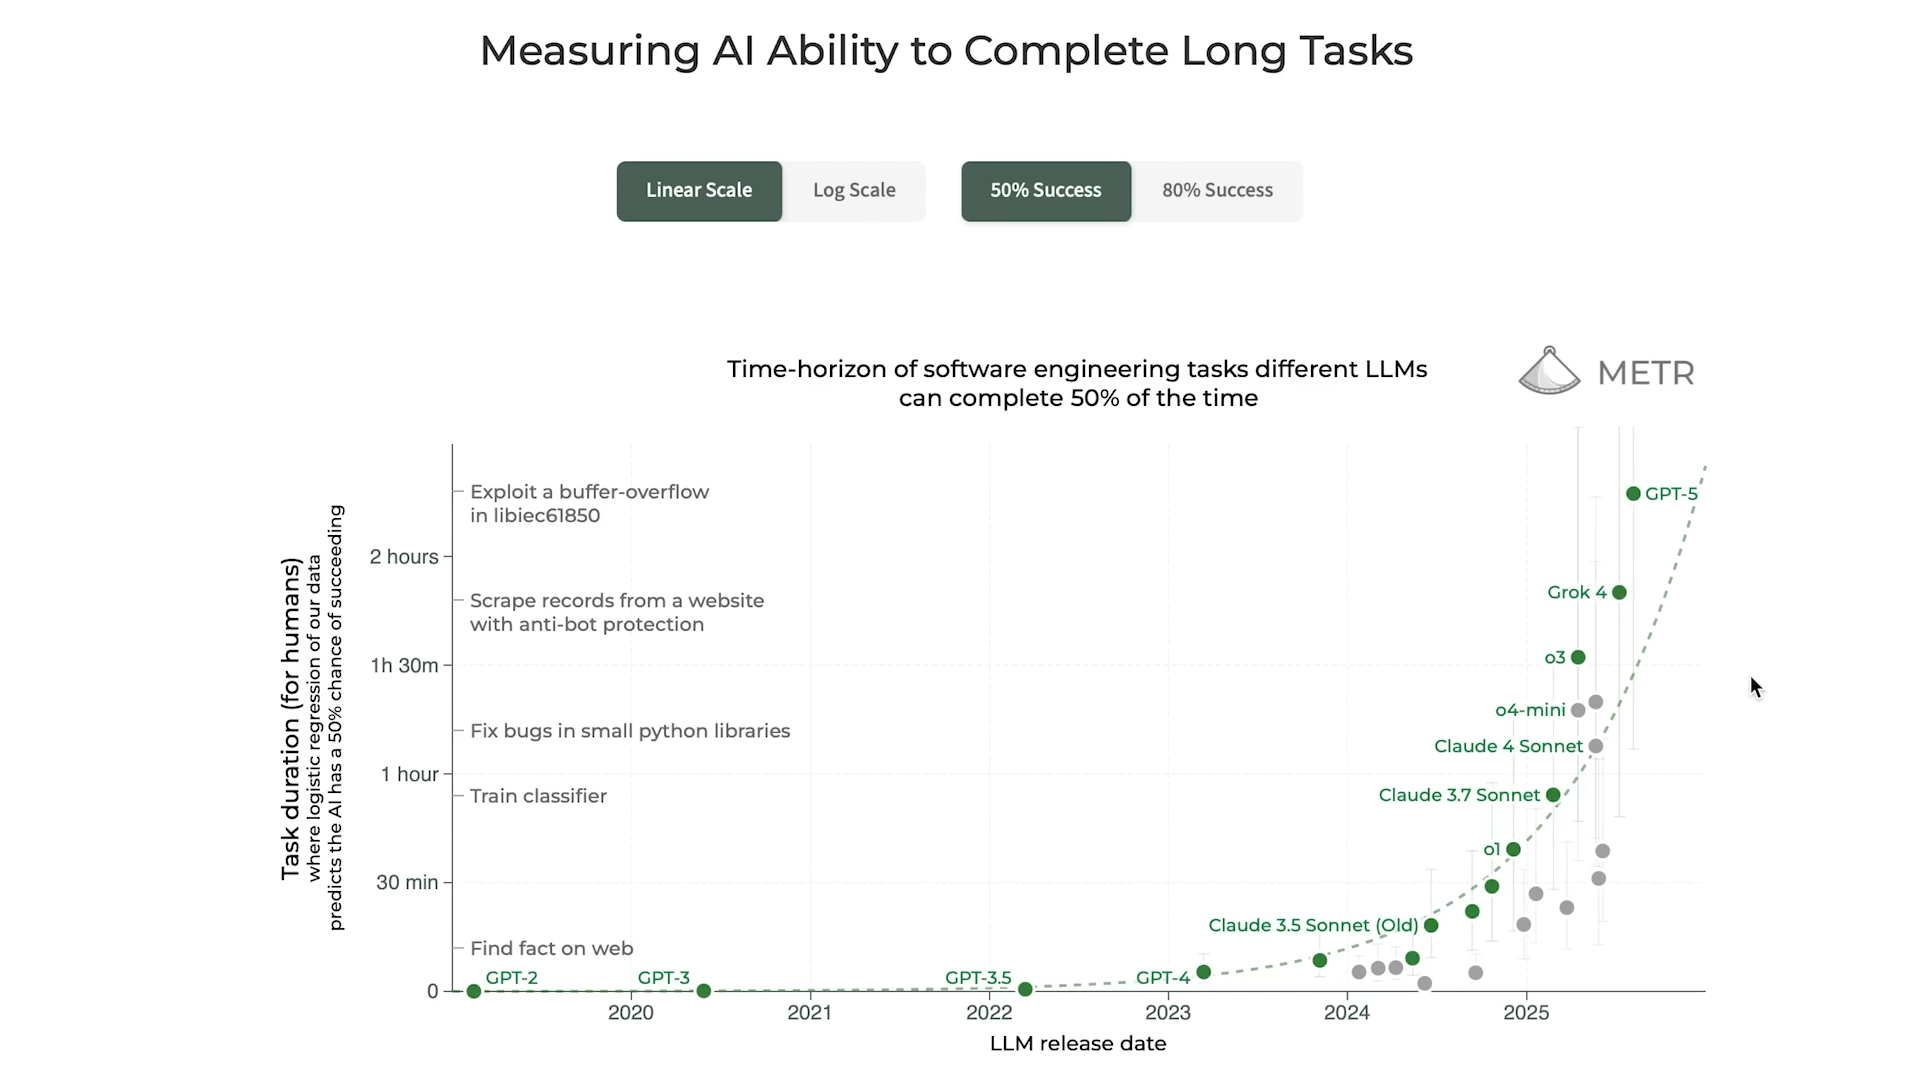 Measuring AI Ability to Complete Long Tasks
Linear Scale
Log Scale
50% Success
80% Success
Time-horizon of software engineering tasks different LLMs
can complete 50% of the time
METR
Task duration (for humans)
where logistic regression of our data
predicts the AI has a 50% chance of succeeding
2 hours
1h 30m
1 hour
30 min
0
Exploit a buffer-overflow
in libiec61850
Scrape records from a website
with anti-bot protection
Fix bugs in small python libraries
Train classifier
Find fact on web
GPT-2
GPT-3
GPT-3.5
GPT-4
Claude 3.5 Sonnet (Old)
o1
Claude 3.7 Sonnet
Claude 4 Sonnet
o4-mini
o3
Grok 4
GPT-5
2020
2021
2022
2023
2024
2025
LLM release date